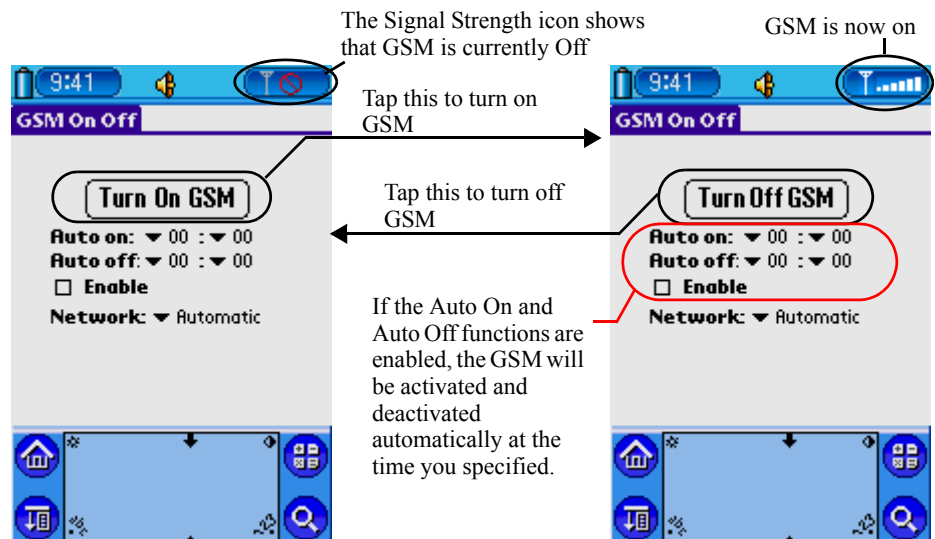 The Signal Strength icon shows
that GSM is currently Off
GSM is now on
9:41
GSM On Off
Turn On GSM
Auto on: 00 : 00
Auto off: 00 : 00
Enable
Network: Automatic
Tap this to turn on
GSM
Tap this to turn off
GSM
If the Auto On and
Auto Off functions are
enabled, the GSM will
be activated and
deactivated
automatically at the
time you specified.
9:41
GSM On Off
Turn Off GSM
Auto on: 00 : 00
Auto off: 00 : 00
Enable
Network: Automatic